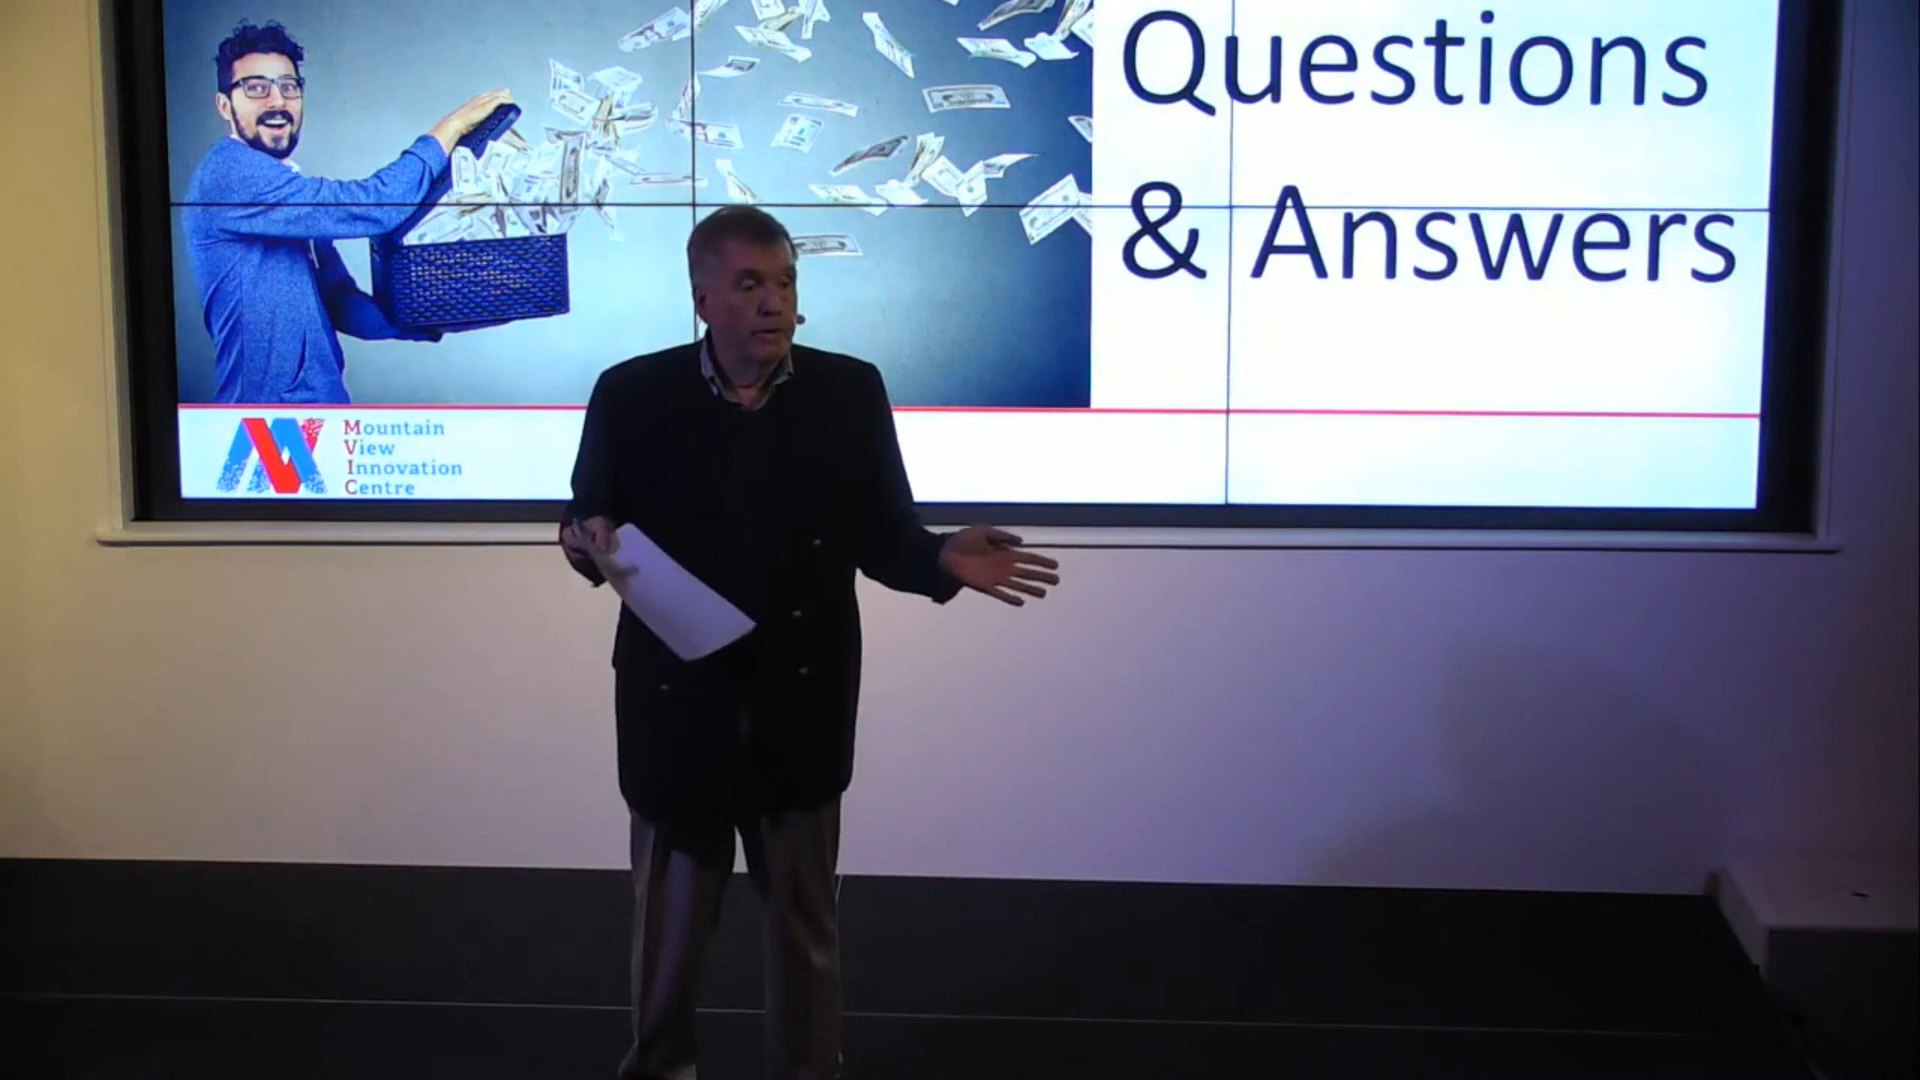 Questions
& Answers
Mountain
View
Innovation
Centre